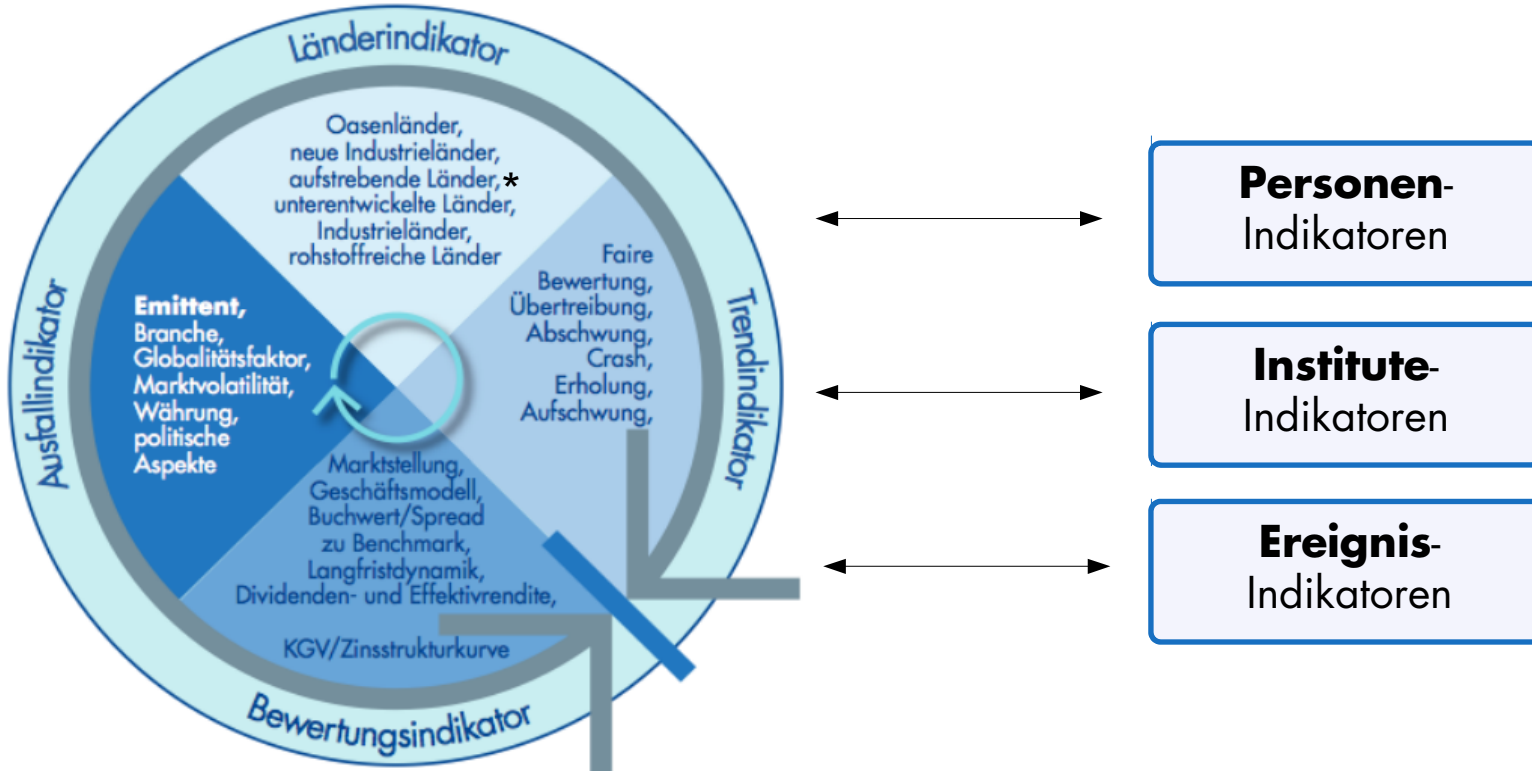 Länderindikator
Oasenländer,
neue Industrieländer,
aufstrebende Länder,*
unterentwickelte Länder,
Industrieländer,
rohstoffreiche Länder
Ausfallindikator
Emittent,
Branche,
Globalitätsfaktor,
Marktvolatilität,
Währung,
politische
Aspekte
Faire
Bewertung,
Übertreibung,
Abschwung,
Crash,
Erholung,
Aufschwung,
Trendindikator
Marktstellung,
Geschäftsmodell,
Buchwert/Spread
zu Benchmark,
Langfristdynamik,
Dividenden- und Effektivrendite,
KGV/Zinsstrukturkurve
Bewertungsindikator
Personen-
Indikatoren
Institute-
Indikatoren
Ereignis-
Indikatoren